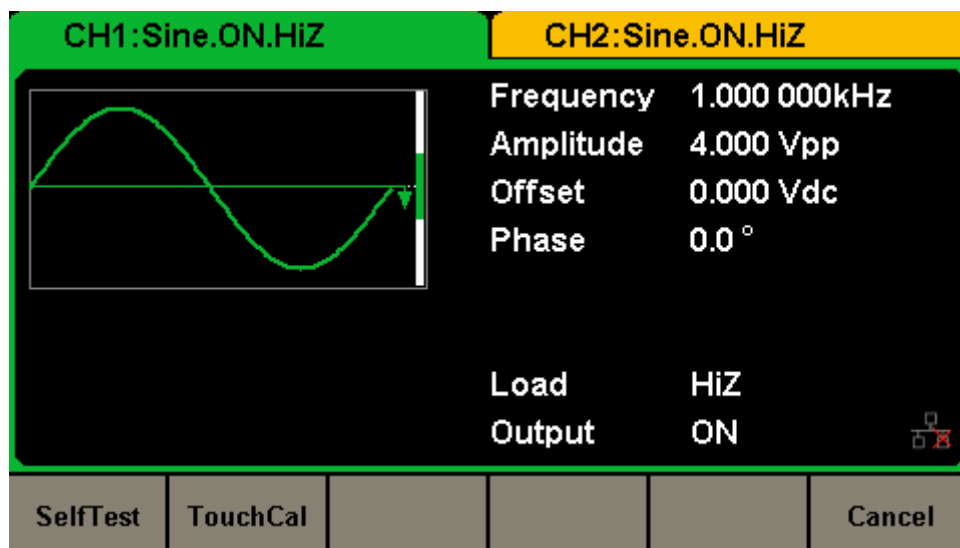 CH1:Sine.ON.HiZ CH2:Sine.ON.HiZ
Frequency 1.000 000kHz
Amplitude 4.000 Vpp
Offset 0.000 Vdc
Phase 0.0 °
Load HiZ
Output ON
SelfTest TouchCal Cancel